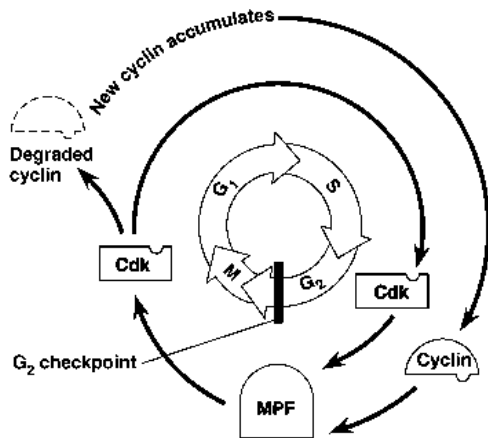 New cyclin accumulates
Degraded
cyclin
G₁
S
Cdk
M
G₂
Cdk
G₂ checkpoint
Cyclin
MPF